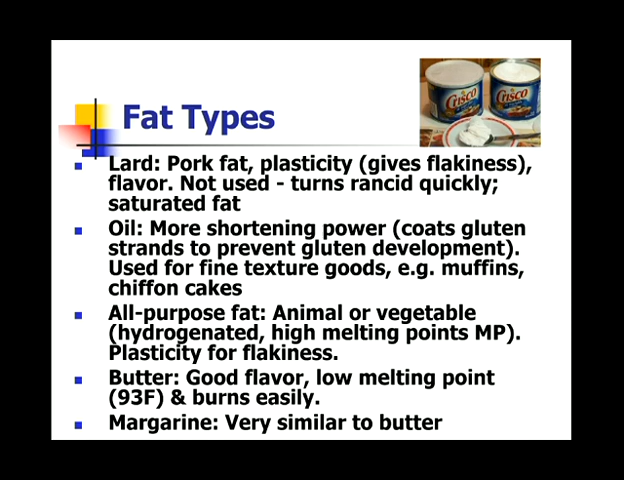 Crisco Crisco
Fat Types
Lard: Pork fat, plasticity (gives flakiness),
flavor. Not used - turns rancid quickly;
saturated fat
Oil: More shortening power (coats gluten
strands to prevent gluten development).
Used for fine texture goods, e.g. muffins,
chiffon cakes
All-purpose fat: Animal or vegetable
(hydrogenated, high melting points MP).
Plasticity for flakiness.
Butter: Good flavor, low melting point
(93F) & burns easily.
Margarine: Very similar to butter